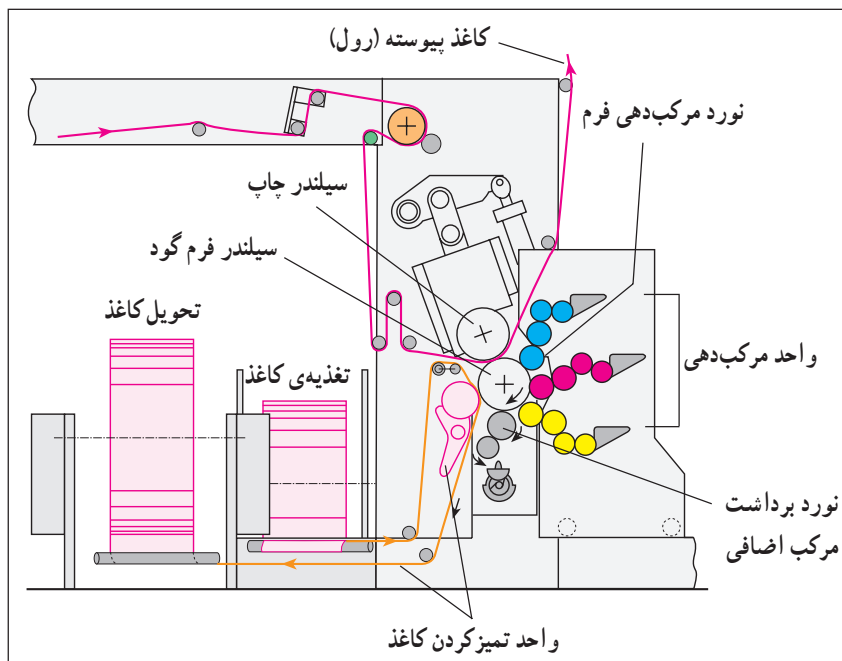 کاغذ پیوسته (رول)
نورد مرکب‌دهی فرم
سیلندر چاپ
سیلندر فرم گود
تحویل کاغذ
تغذیه‌ی کاغذ
واحد مرکب‌دهی
نورد برداشت
مرکب اضافی
واحد تمیزکردن کاغذ